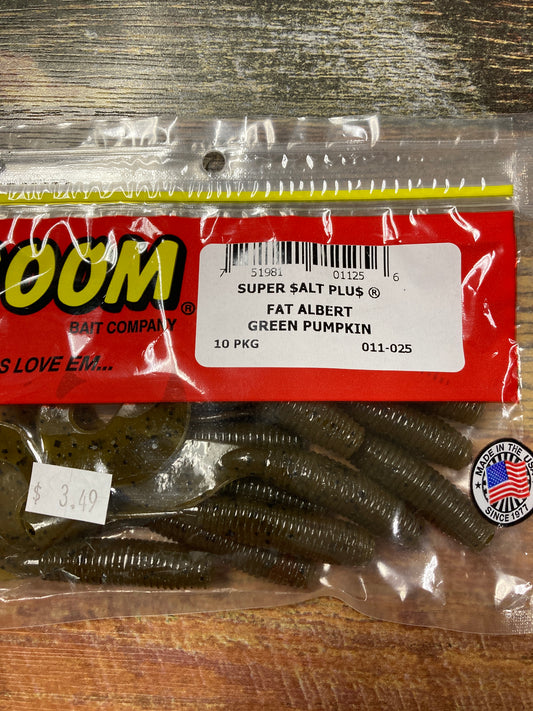 ZOOM®
BAIT COMPANY
S LOVE EM...
7 51981 01125 6
SUPER $ALT PLU$ ®
FAT ALBERT
GREEN PUMPKIN
10 PKG 011-025
$ 3.49
MADE IN THE USA
SINCE 1977